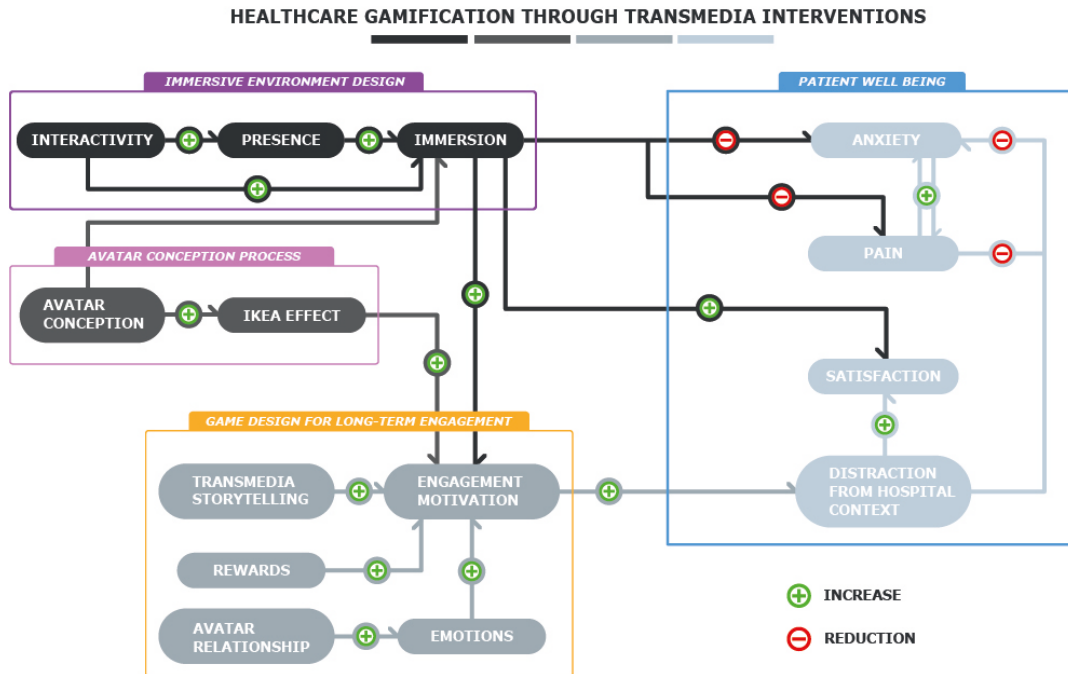 HEALTHCARE GAMIFICATION THROUGH TRANSMEDIA INTERVENTIONS
IMMERSIVE ENVIRONMENT DESIGN
INTERACTIVITY
PRESENCE
IMMERSION
AVATAR CONCEPTION PROCESS
AVATAR
CONCEPTION
IKEA EFFECT
GAME DESIGN FOR LONG-TERM ENGAGEMENT
TRANSMEDIA
STORYTELLING
ENGAGEMENT
MOTIVATION
REWARDS
AVATAR
RELATIONSHIP
EMOTIONS
PATIENT WELL BEING
ANXIETY
PAIN
SATISFACTION
DISTRACTION
FROM HOSPITAL
CONTEXT
INCREASE
REDUCTION